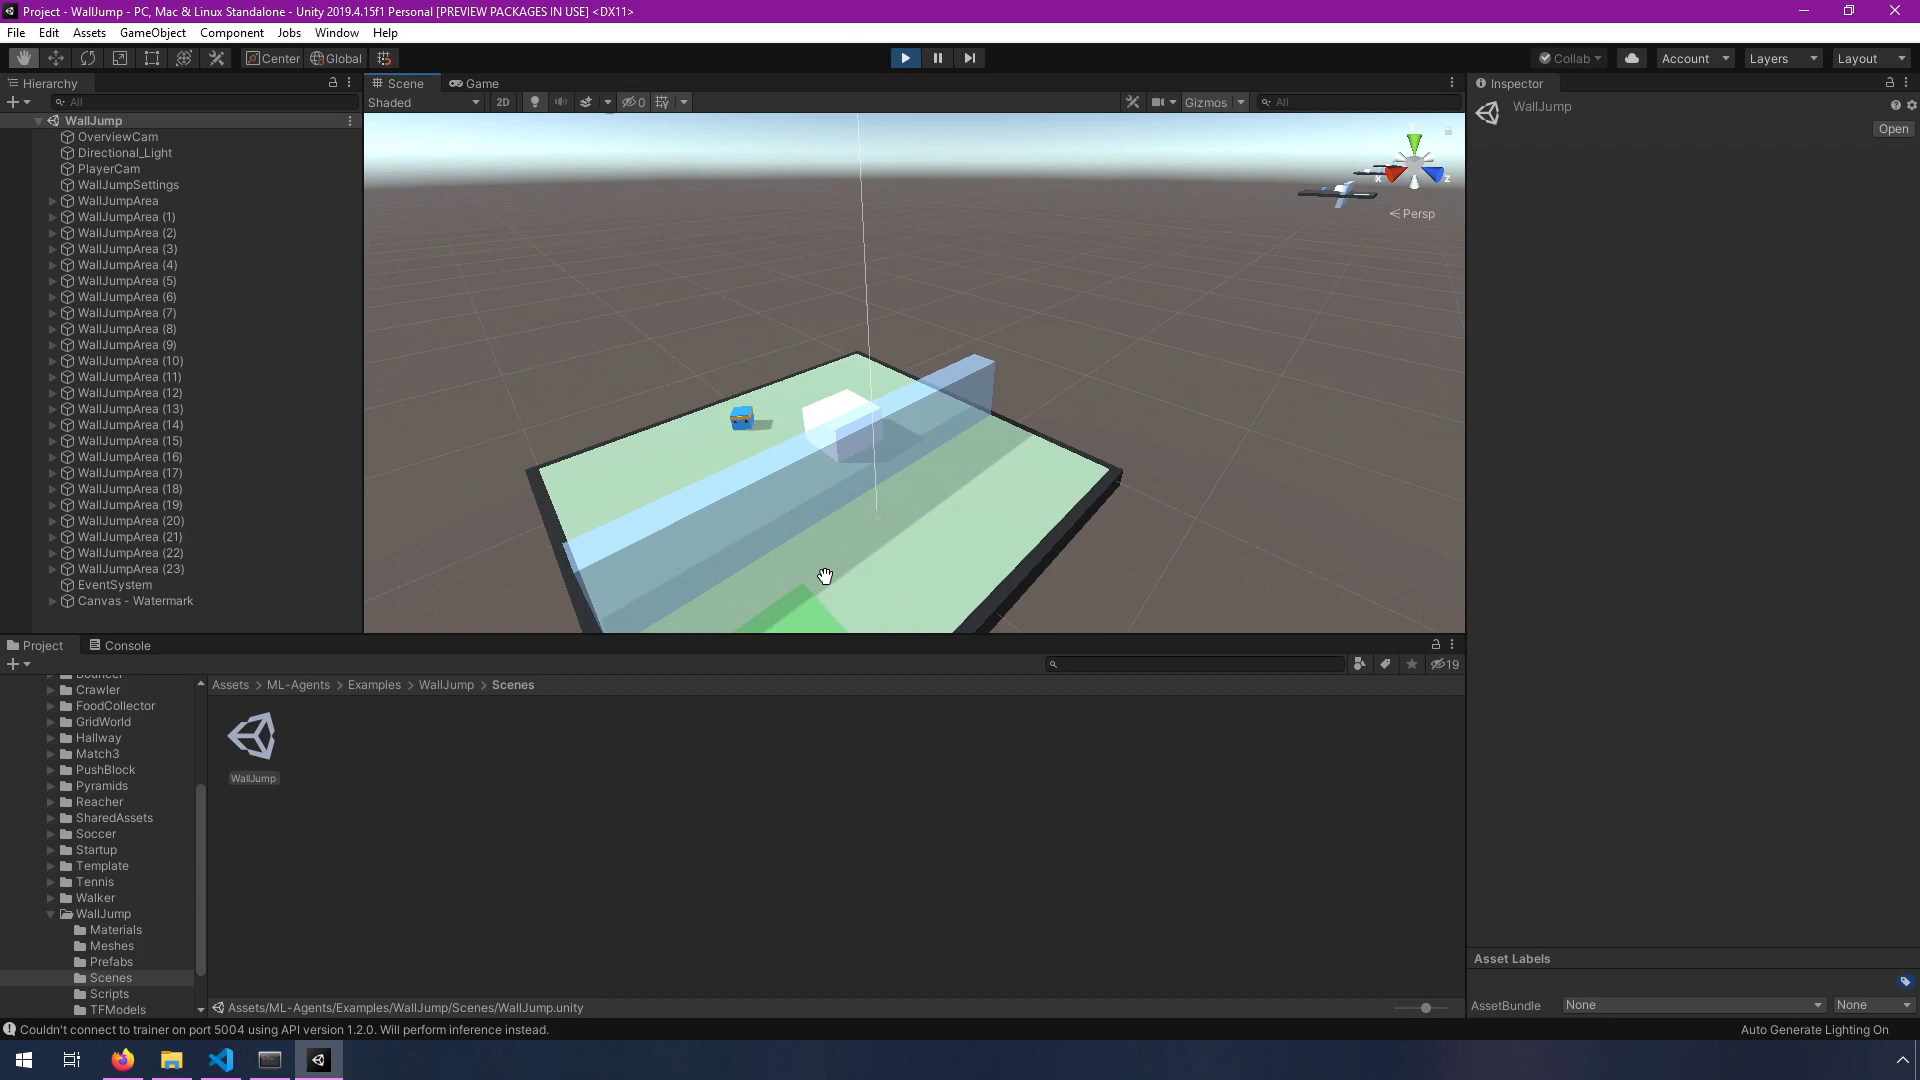 Project - WallJump - PC, Mac & Linux Standalone - Unity 2019.4.15f1 Personal [PREVIEW PACKAGES IN USE] <DX11>
File Edit Assets GameObject Component Jobs Window Help
Center Global Collab Account Layers Layout
Hierarchy
All
WallJump
OverviewCam
Directional_Light
PlayerCam
WallJumpSettings
WallJumpArea
WallJumpArea (1)
WallJumpArea (2)
WallJumpArea (3)
WallJumpArea (4)
WallJumpArea (5)
WallJumpArea (6)
WallJumpArea (7)
WallJumpArea (8)
WallJumpArea (9)
WallJumpArea (10)
WallJumpArea (11)
WallJumpArea (12)
WallJumpArea (13)
WallJumpArea (14)
WallJumpArea (15)
WallJumpArea (16)
WallJumpArea (17)
WallJumpArea (18)
WallJumpArea (19)
WallJumpArea (20)
WallJumpArea (21)
WallJumpArea (22)
WallJumpArea (23)
EventSystem
Canvas - Watermark
Scene Game
Shaded 2D 0 Gizmos All
x z
Persp
Inspector
WallJump
Open
Project Console
19
Bouncer
Crawler
FoodCollector
GridWorld
Hallway
Match3
PushBlock
Pyramids
Reacher
SharedAssets
Soccer
Startup
Template
Tennis
Walker
WallJump
Materials
Meshes
Prefabs
Scenes
Scripts
TFModels
Assets > ML-Agents > Examples > WallJump > Scenes
WallJump
Assets/ML-Agents/Examples/WallJump/Scenes/WallJump.unity
Asset Labels
AssetBundle None None
Couldn't connect to trainer on port 5004 using API version 1.2.0. Will perform inference instead.
Auto Generate Lighting On